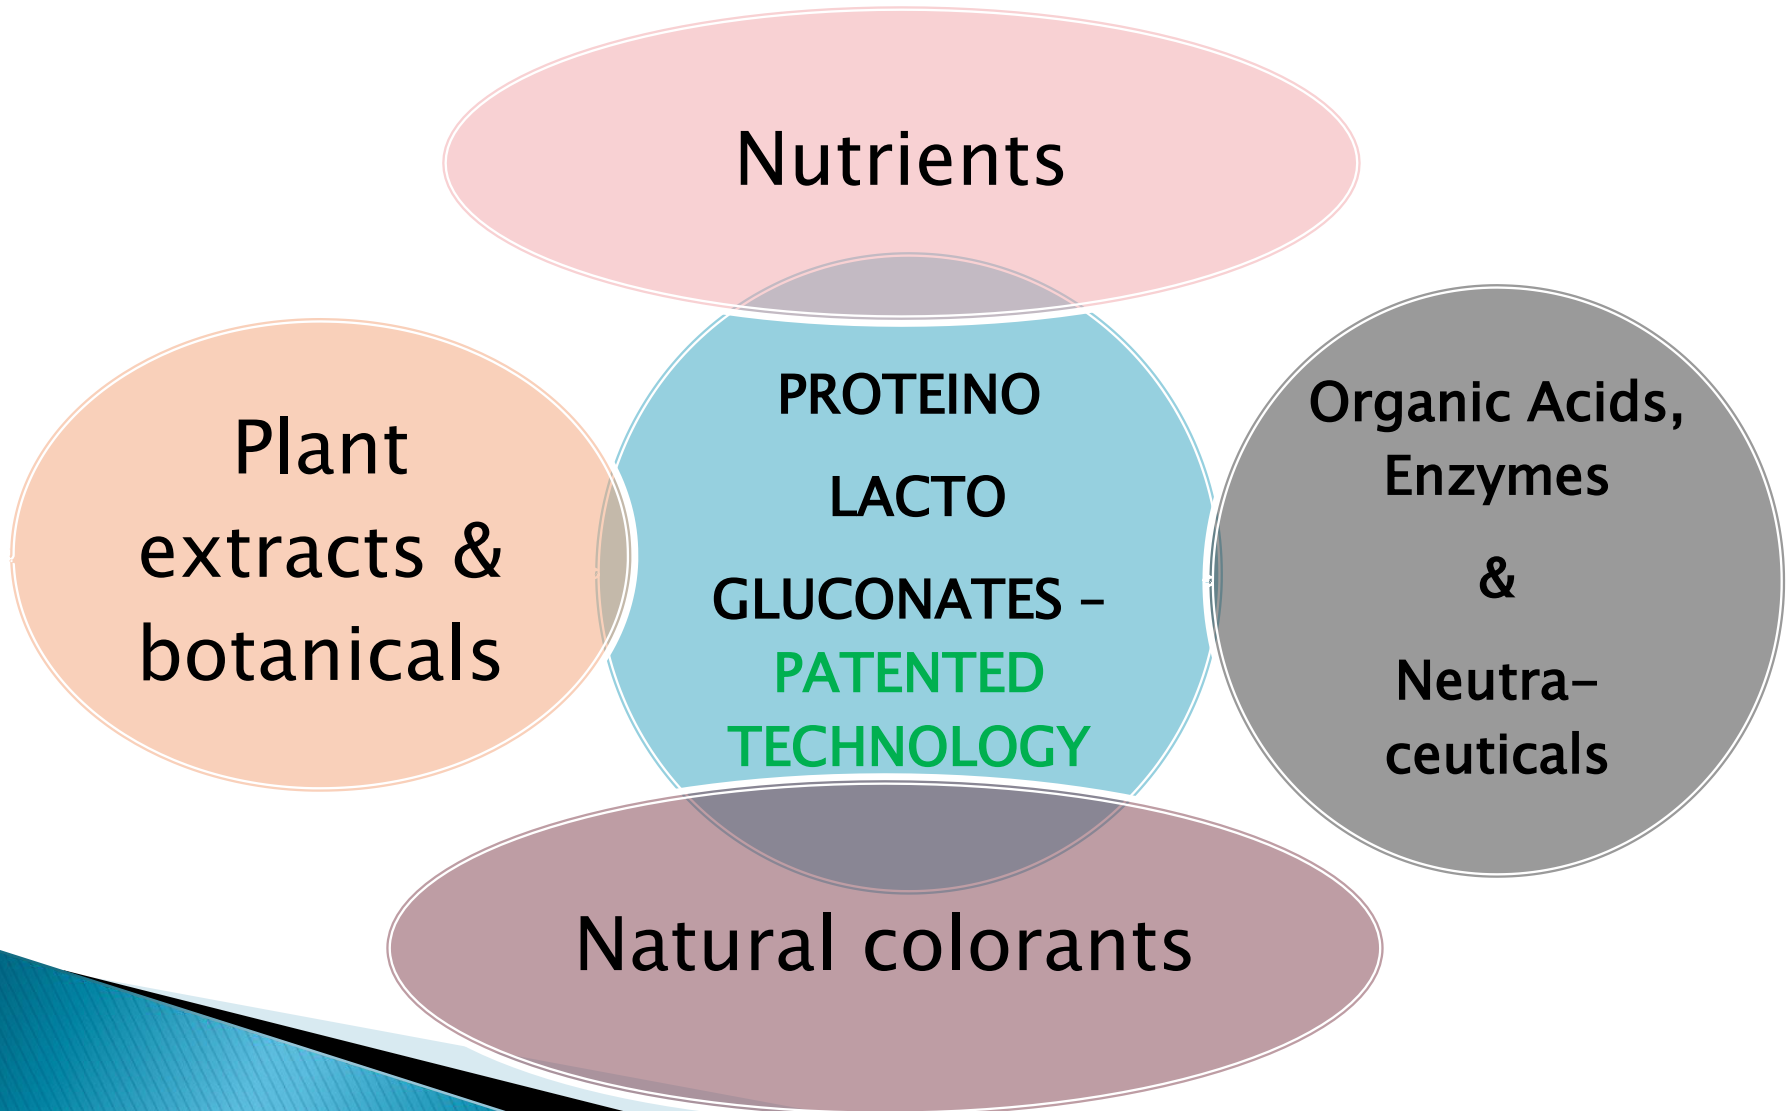 Nutrients
Plant
extracts &
botanicals
PROTEINO
LACTO
GLUCONATES –
PATENTED
TECHNOLOGY
Organic Acids,
Enzymes
&
Neutra-
ceuticals
Natural colorants